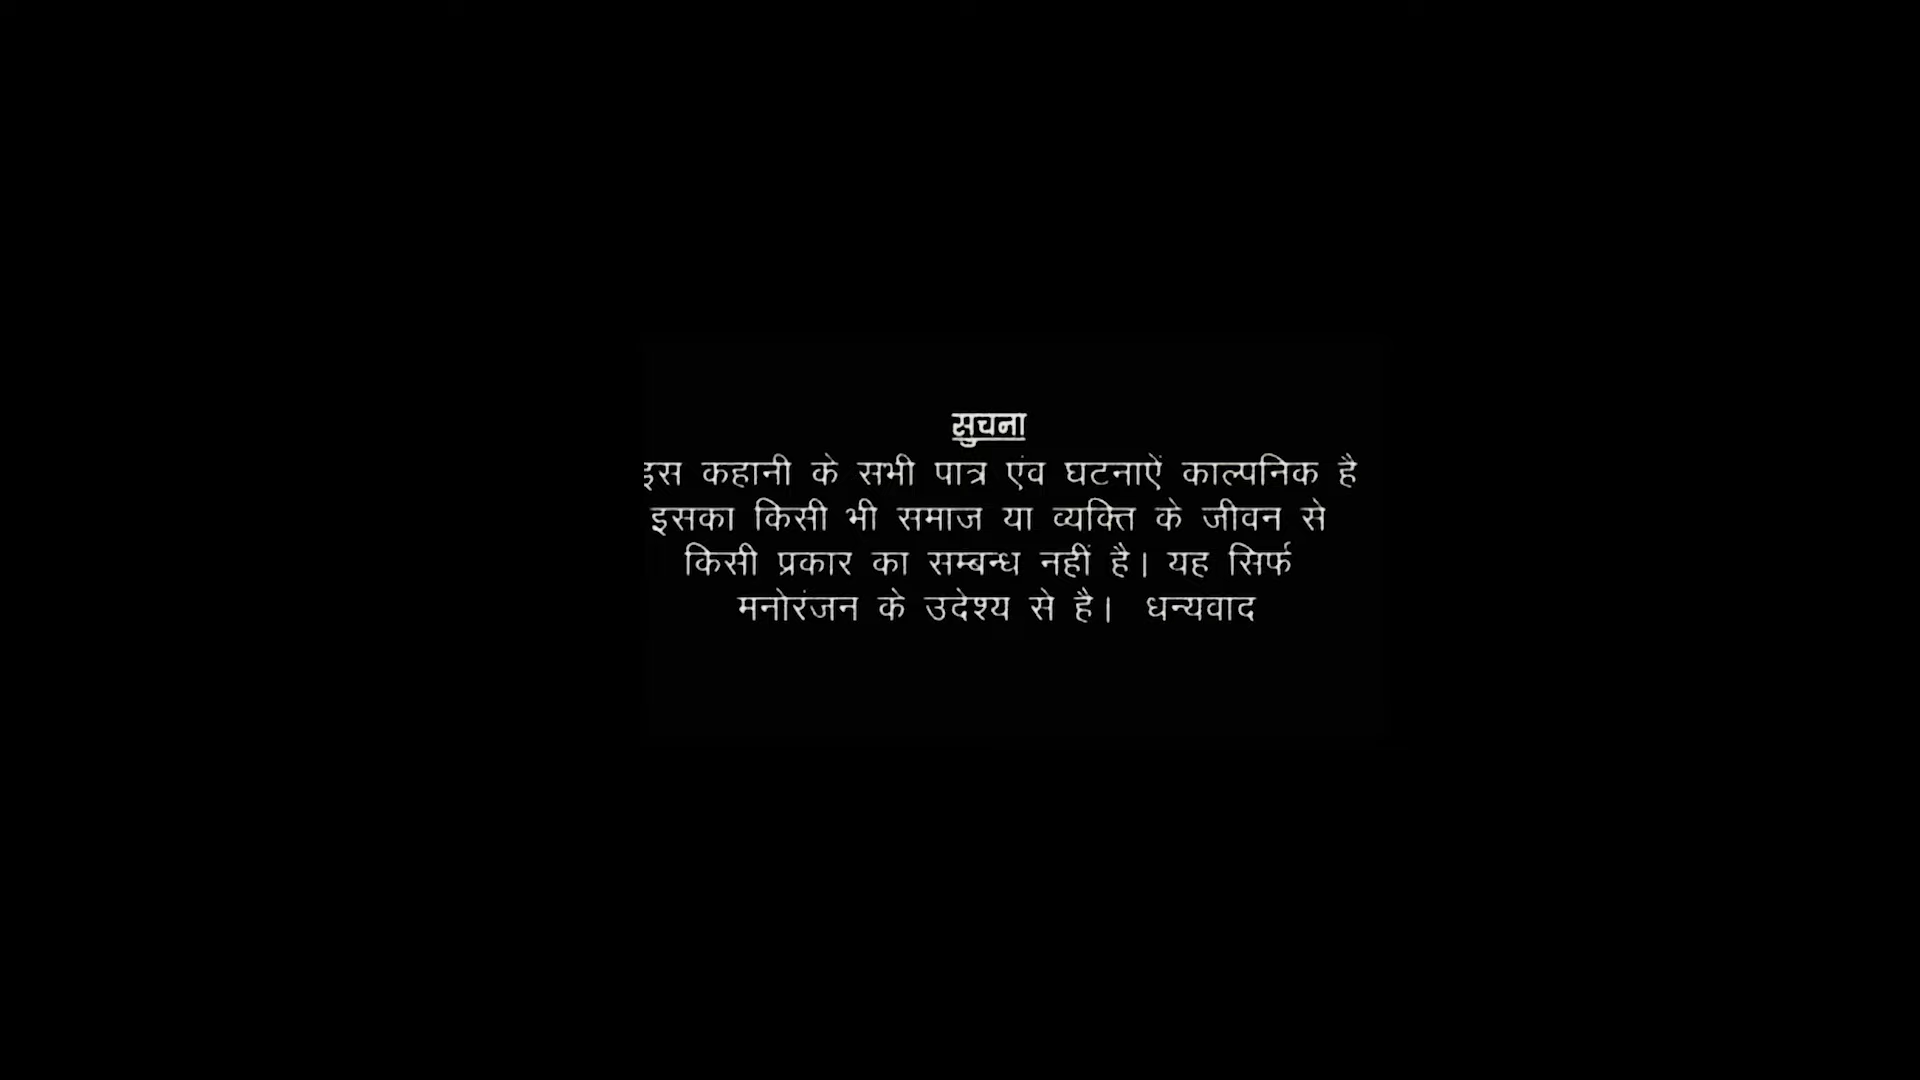 सुचना
इस कहानी के सभी पात्र एंव घटनाऐं काल्पनिक है
इसका किसी भी समाज या व्यक्ति के जीवन से
किसी प्रकार का सम्बन्ध नहीं है। यह सिर्फ
मनोरंजन के उदेश्य से है। धन्यवाद